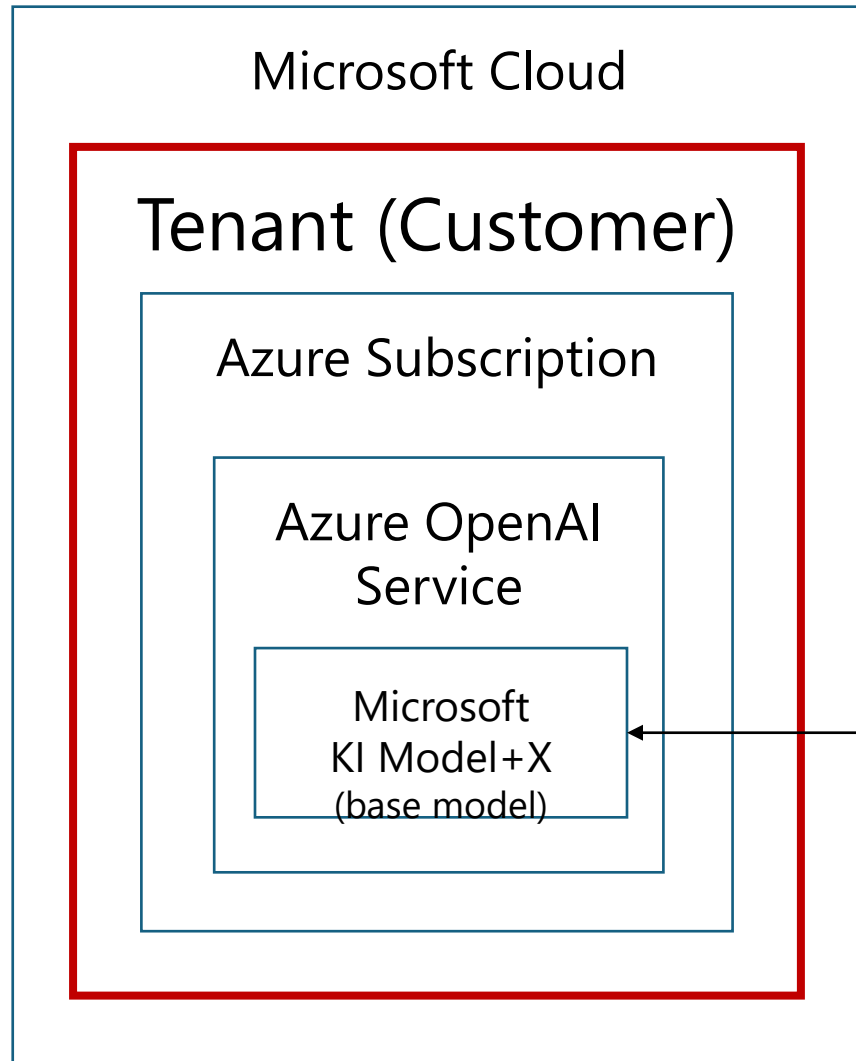 Microsoft Cloud
Tenant (Customer)
Azure Subscription
Azure OpenAI
Service
Microsoft
KI Model+X
(base model)